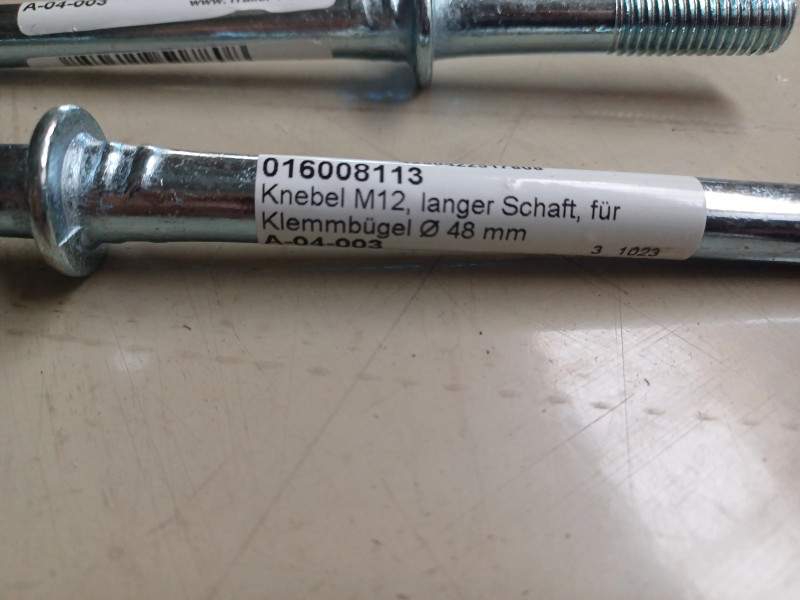 A-04-003
016008113
Knebel M12, langer Schaft, für
Klemmbügel Ø 48 mm
A-04-003
3 1023